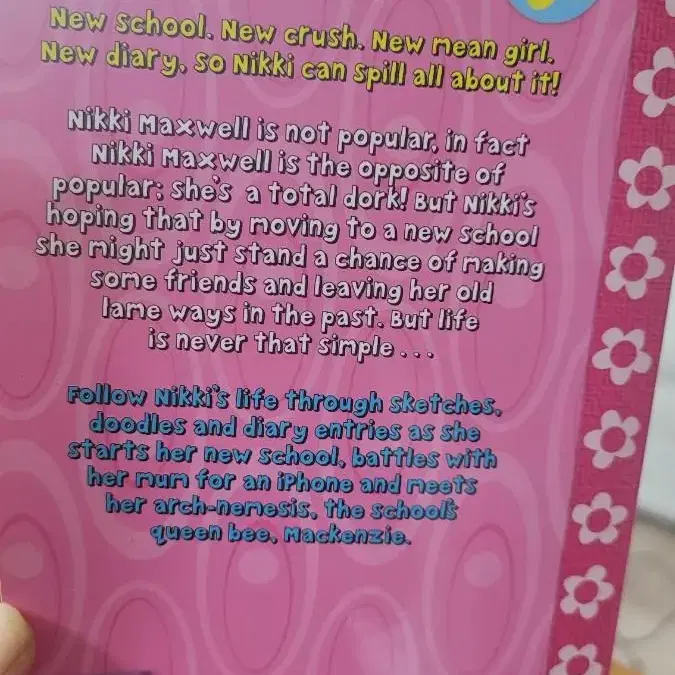 New school. New crush. New mean girl.
New diary, so Nikki can spill all about it!
Nikki Maxwell is not popular, in fact
Nikki Maxwell is the opposite of
popular; she's a total dork! But Nikki's
hoping that by moving to a new school
she might just stand a chance of making
some friends and leaving her old
lame ways in the past. But life
is never that simple . . .
Follow Nikki's life through sketches,
doodles and diary entries as she
starts her new school, battles with
her mum for an iPhone and meets
her arch-nemesis, the school's
queen bee, Mackenzie.